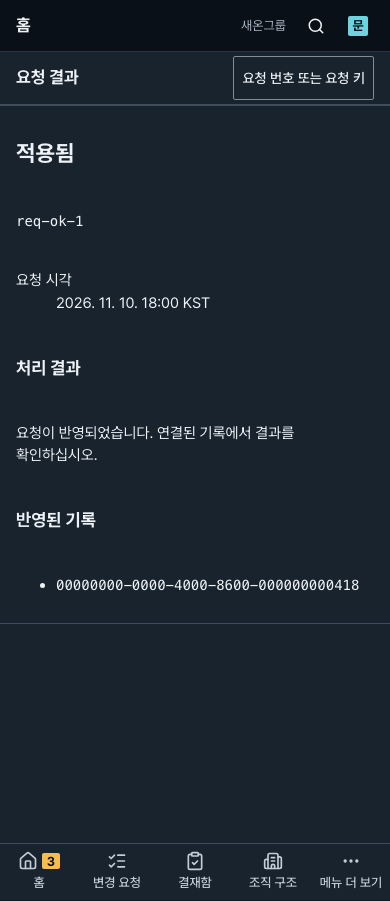 홈
새온그룹
문
요청 결과
요청 번호 또는 요청 키
적용됨
req-ok-1
요청 시각
2026. 11. 10. 18:00 KST
처리 결과
요청이 반영되었습니다. 연결된 기록에서 결과를
확인하십시오.
반영된 기록
00000000-0000-4000-8600-000000000418
3
홈
변경 요청
결재함
조직 구조
메뉴 더 보기